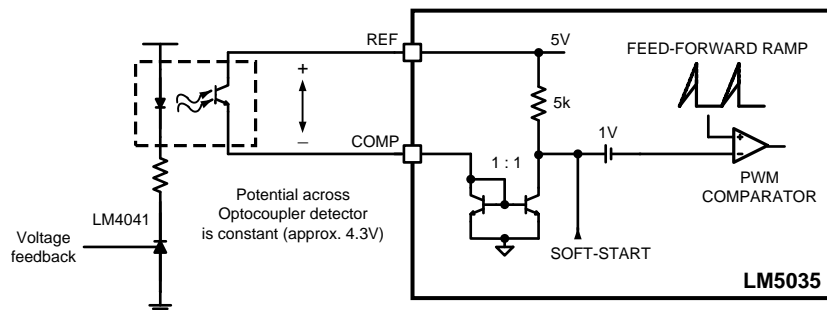 REF
5V
FEED-FORWARD RAMP
+
5k
–
COMP
1 : 1
1V
+
–
PWM
COMPARATOR
Potential across
Optocoupler detector
is constant (approx. 4.3V)
LM4041
Voltage
feedback
SOFT-START
LM5035